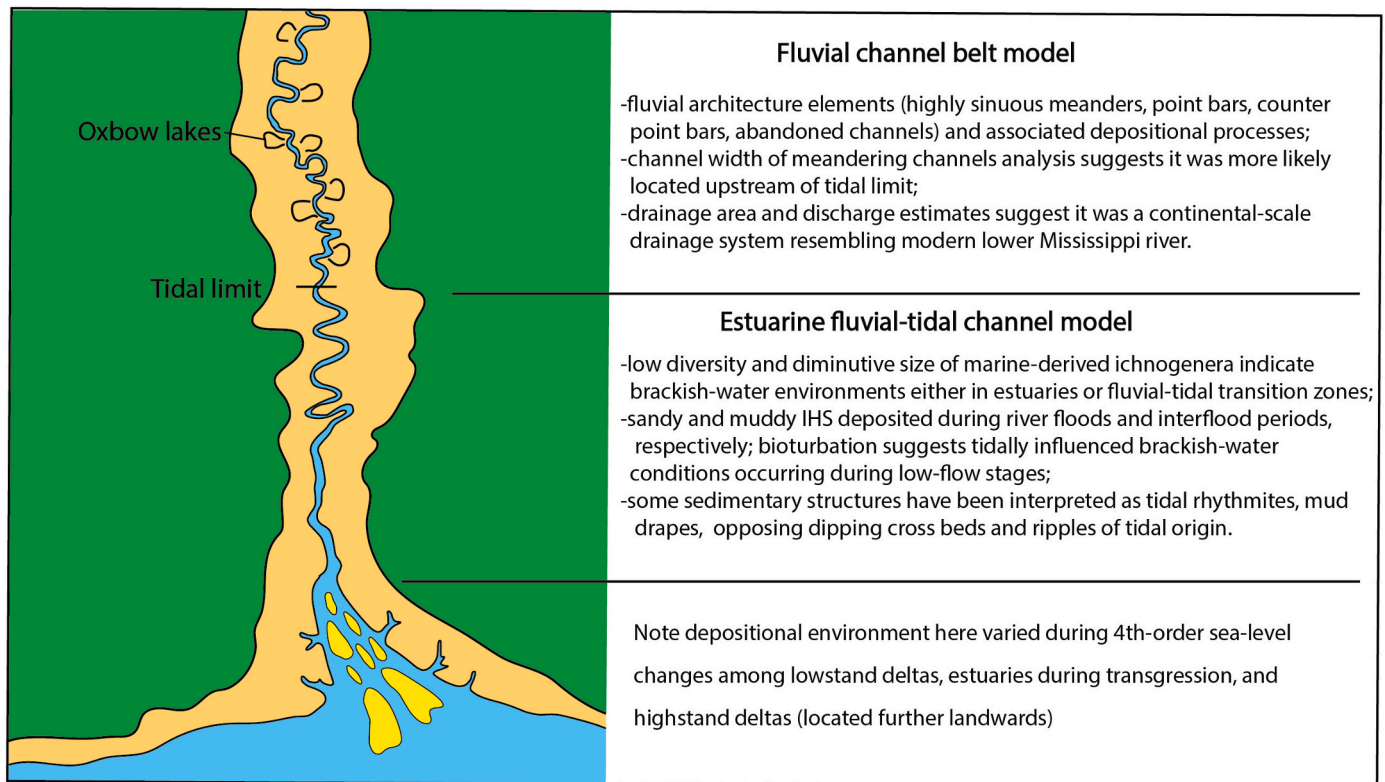 Fluvial channel belt model
-fluvial architecture elements (highly sinuous meanders, point bars, counter
point bars, abandoned channels) and associated depositional processes;
-channel width of meandering channels analysis suggests it was more likely
located upstream of tidal limit;
-drainage area and discharge estimates suggest it was a continental-scale
drainage system resembling modern lower Mississippi river.
Oxbow lakes
Tidal limit
Estuarine fluvial-tidal channel model
-low diversity and diminutive size of marine-derived ichnogenera indicate
brackish-water environments either in estuaries or fluvial-tidal transition zones;
-sandy and muddy IHS deposited during river floods and interflood periods,
respectively; bioturbation suggests tidally influenced brackish-water
conditions occurring during low-flow stages;
-some sedimentary structures have been interpreted as tidal rhythmites, mud
drapes, opposing dipping cross beds and ripples of tidal origin.
Note depositional environment here varied during 4th-order sea-level
changes among lowstand deltas, estuaries during transgression, and
highstand deltas (located further landwards)